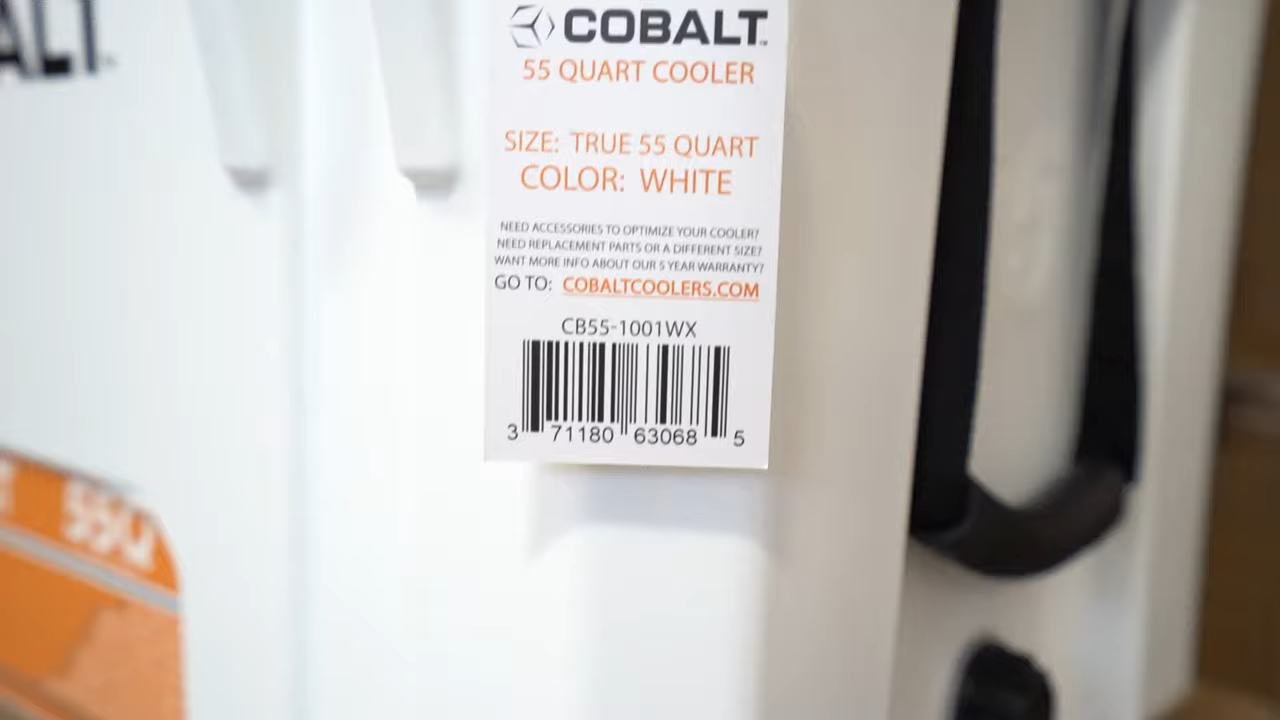 COBALT™
55 QUART COOLER
SIZE: TRUE 55 QUART
COLOR: WHITE
NEED ACCESSORIES TO OPTIMIZE YOUR COOLER?
NEED REPLACEMENT PARTS OR A DIFFERENT SIZE?
WANT MORE INFO ABOUT OUR 5 YEAR WARRANTY?
GO TO: COBALTCOOLERS.COM
CB55-1001WX
3 71180 63068 5
ALT™